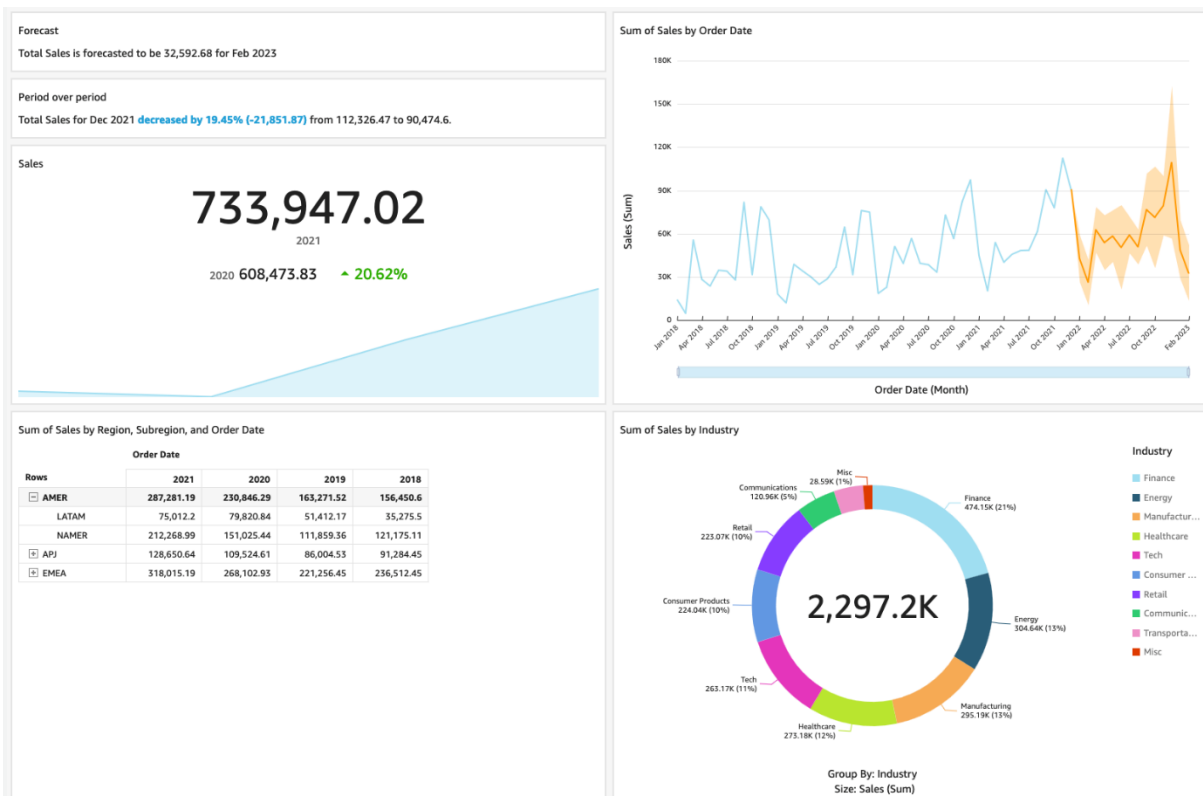 Forecast
Total Sales is forecasted to be 32,592.68 for Feb 2023
Period over period
Total Sales for Dec 2021 decreased by 19.45% (-21,851.87) from 112,326.47 to 90,474.6.
Sales
733,947.02
2021
2020 608,473.83 20.62%
Sum of Sales by Order Date
180K
150K
120K
90K
60K
30K
0
Sales (Sum)
Jan 2018
Apr 2018
Jul 2018
Oct 2018
Jan 2019
Apr 2019
Jul 2019
Oct 2019
Jan 2020
Apr 2020
Jul 2020
Oct 2020
Jan 2021
Apr 2021
Jul 2021
Oct 2021
Jan 2022
Apr 2022
Jul 2022
Oct 2022
Feb 2023
Order Date (Month)
Sum of Sales by Region, Subregion, and Order Date
Order Date
Rows 2021 2020 2019 2018
AMER 287,281.19 230,846.29 163,271.52 156,450.6
LATAM 75,012.2 79,820.84 51,412.17 35,275.5
NAMER 212,268.99 151,025.44 111,859.36 121,175.11
APJ 128,650.64 109,524.61 86,004.53 91,284.45
EMEA 318,015.19 268,102.93 221,256.45 236,512.45
Sum of Sales by Industry
Misc
28.59K (1%)
Communications
120.96K (5%)
Retail
223.07K (10%)
Consumer Products
224.04K (10%)
Tech
263.17K (11%)
Healthcare
273.18K (12%)
Manufacturing
295.19K (13%)
Energy
304.64K (13%)
Finance
474.15K (21%)
2,297.2K
Group By: Industry
Size: Sales (Sum)
Industry
Finance
Energy
Manufactur...
Healthcare
Tech
Consumer ...
Retail
Communic...
Transporta...
Misc